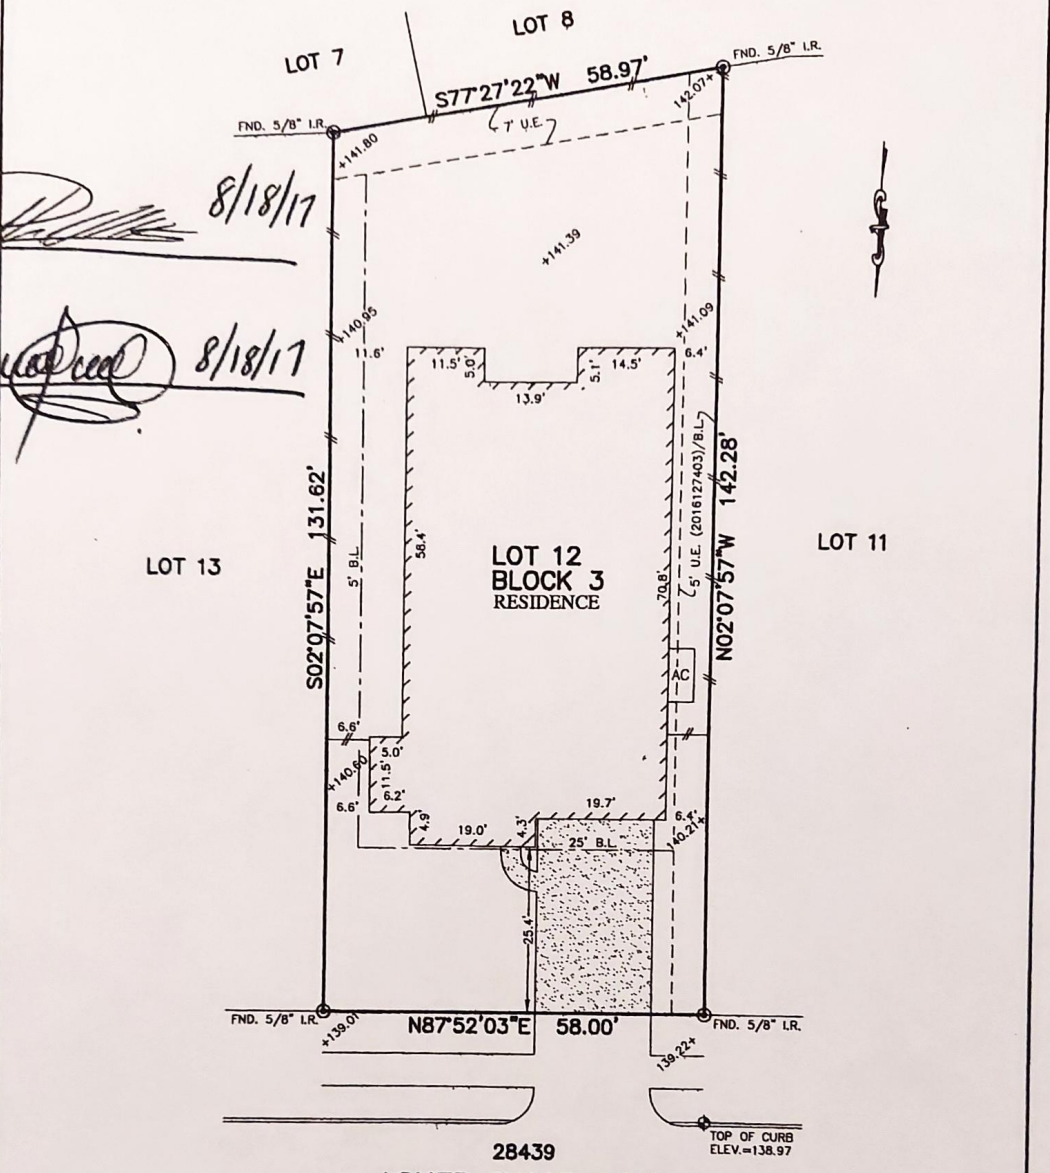 LOT 8
LOT 7
FND. 5/8" I.R.
S77°27'22"W 58.97'
142.07+
7' U.E.
FND. 5/8" I.R.
+141.80
8/18/17
+141.39
+140.95
+141.09
11.6'
11.5'
5.0'
13.9'
5.1'
14.5'
6.4'
8/18/17
S02°07'57"E 131.62'
5' B.L.
58.4'
LOT 13
LOT 12
BLOCK 3
RESIDENCE
70.8'
5' U.E. (2016127403)/B.L.
N02°07'57"W 142.28'
LOT 11
AC
6.6'
5.0'
+140.60
11.5'
6.6'
6.2'
4.9'
19.0'
4.3'
19.7'
6.4'
140.21+
25' B.L.
25.4'
FND. 5/8" I.R.
+139.01
N87°52'03"E 58.00'
FND. 5/8" I.R.
139.22+
TOP OF CURB
ELEV.=138.97
28439